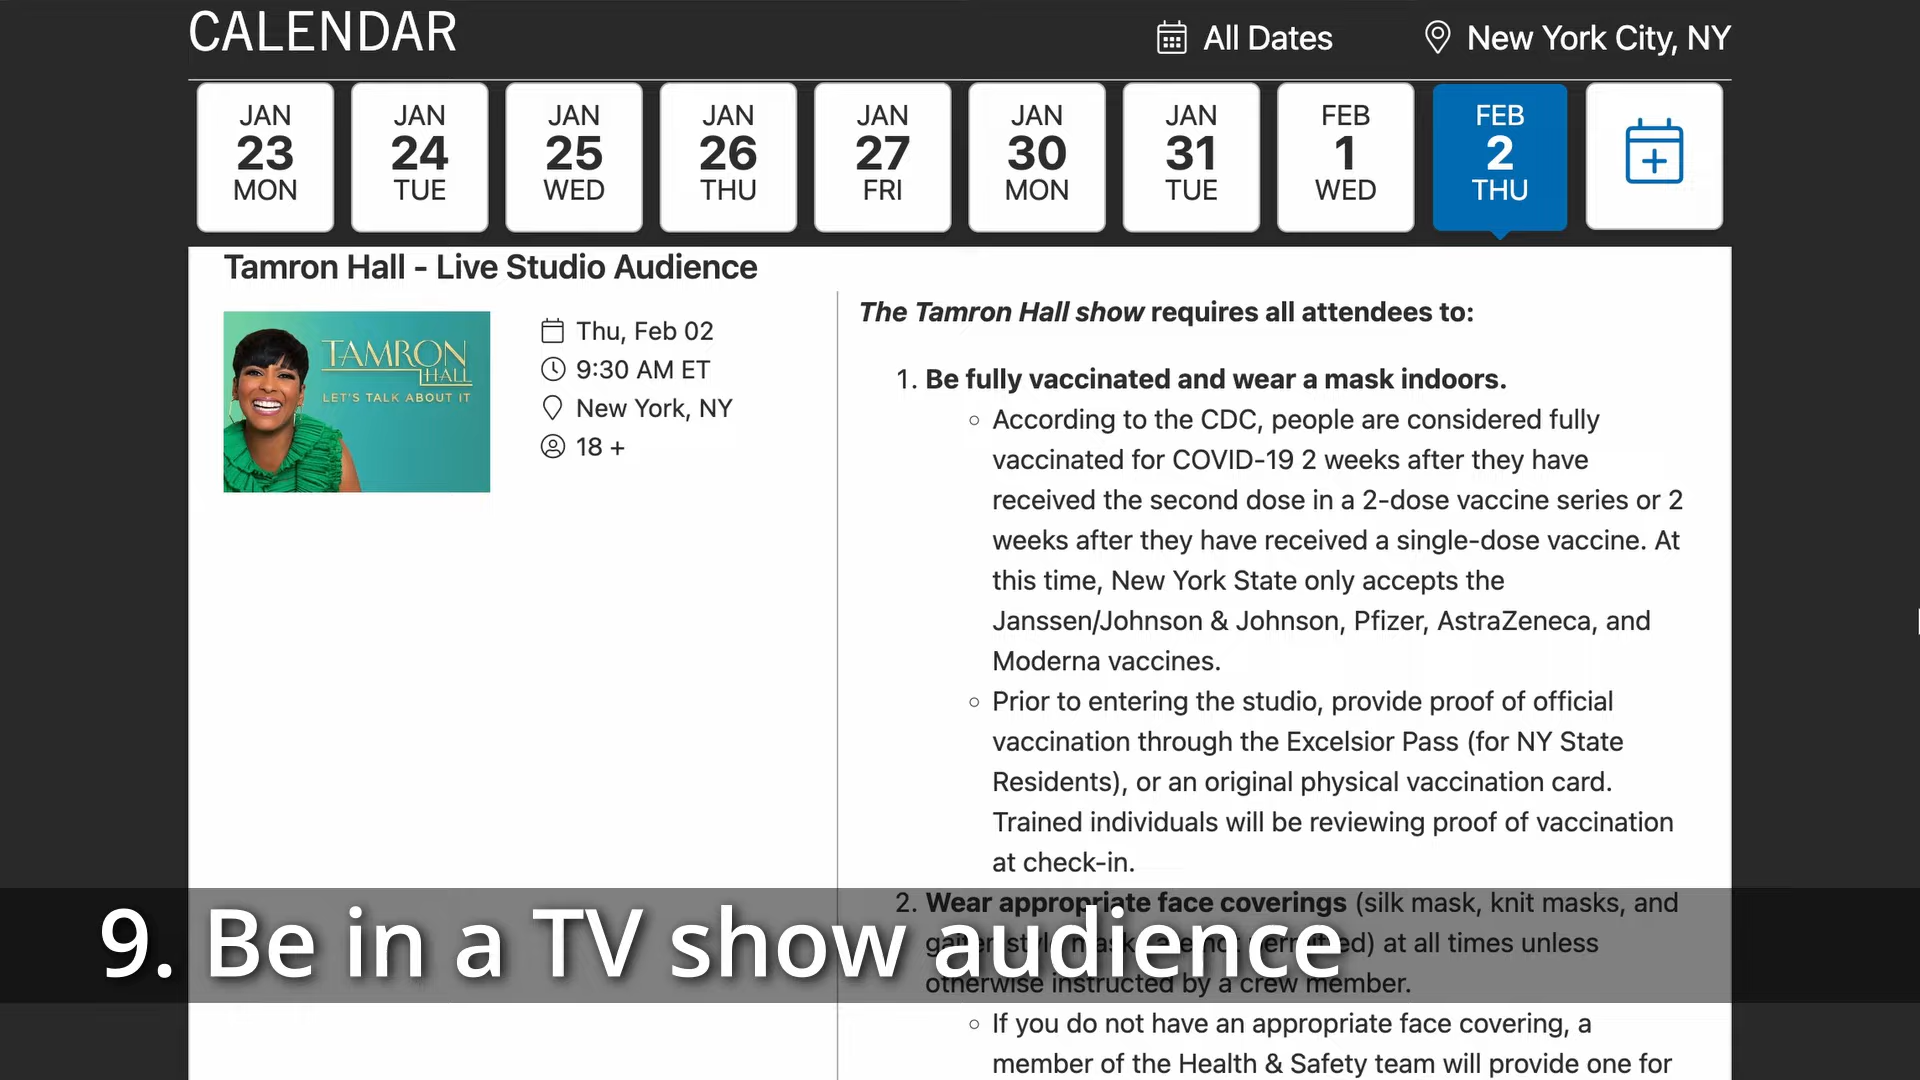 CALENDAR
All Dates
New York City, NY
JAN
23
MON
JAN
24
TUE
JAN
25
WED
JAN
26
THU
JAN
27
FRI
JAN
30
MON
JAN
31
TUE
FEB
1
WED
FEB
2
THU
Tamron Hall - Live Studio Audience
TAMRON
HALL
LET'S TALK ABOUT IT
Thu, Feb 02
9:30 AM ET
New York, NY
18 +
The Tamron Hall show requires all attendees to:
1. Be fully vaccinated and wear a mask indoors.
According to the CDC, people are considered fully
vaccinated for COVID-19 2 weeks after they have
received the second dose in a 2-dose vaccine series or 2
weeks after they have received a single-dose vaccine. At
this time, New York State only accepts the
Janssen/Johnson & Johnson, Pfizer, AstraZeneca, and
Moderna vaccines.
Prior to entering the studio, provide proof of official
vaccination through the Excelsior Pass (for NY State
Residents), or an original physical vaccination card.
Trained individuals will be reviewing proof of vaccination
at check-in.
2. Wear appropriate face coverings (silk mask, knit masks, and
at all times unless
otherwise instructed by a crew member.
If you do not have an appropriate face covering, a
member of the Health & Safety team will provide one for
9. Be in a TV show audience